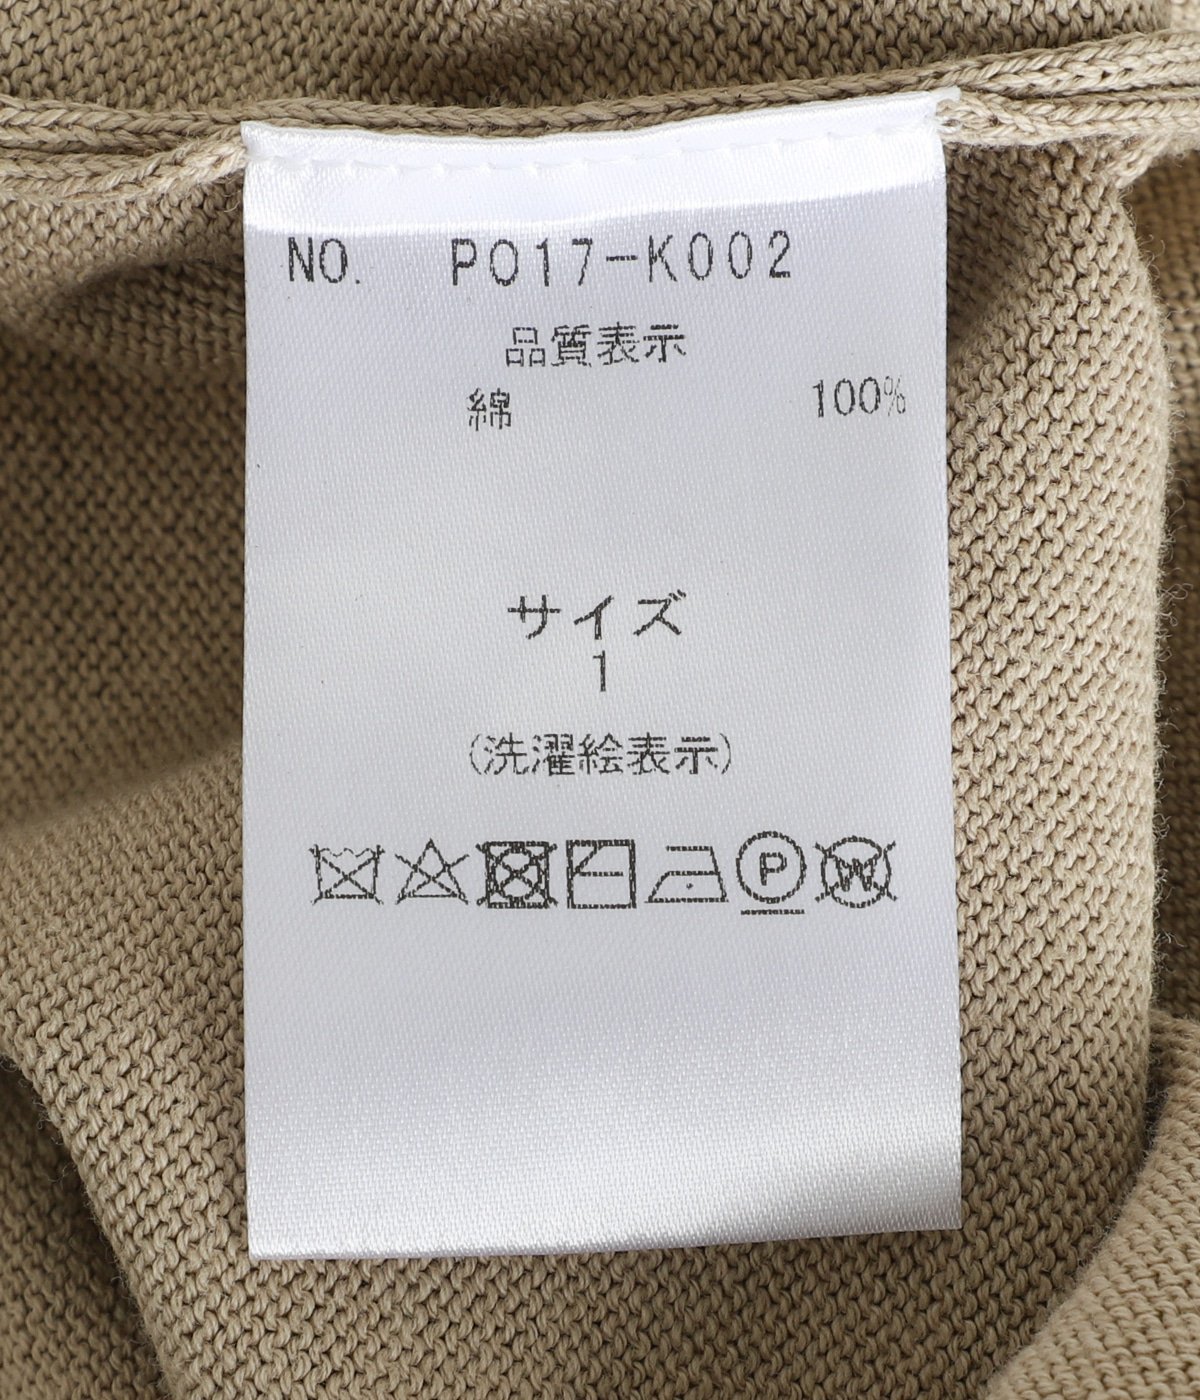 NO. P017-K002
品質表示
綿 100%
サイズ
1
(洗濯絵表示)
P W